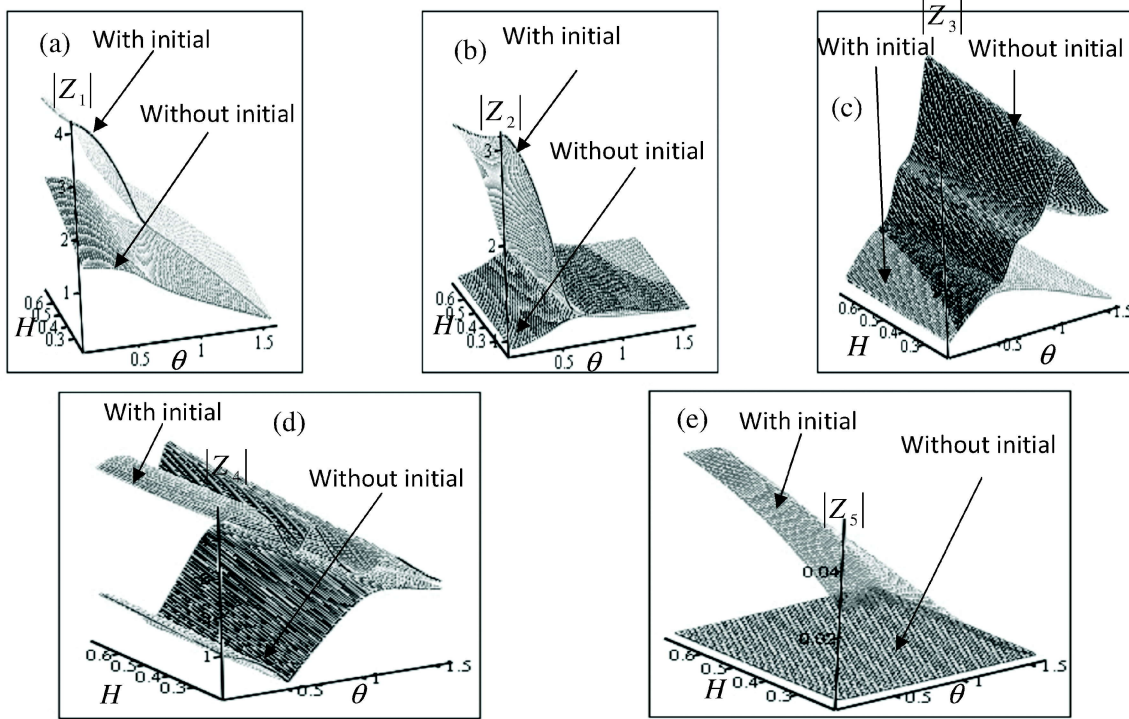 (a)
With initial
|Z₁|
Without initial
4
3
2
1
0.6
0.5
0.4
0.3
H
0.5
1
1.5
θ
(b)
With initial
|Z₂|
Without initial
3
2
0.6
0.5
0.4
0.3
H
0.5
1
1.5
θ
|Z₃|
With initial
Without initial
(c)
0.6
0.5
0.4
0.3
H
0.5
1
1.5
θ
With initial
(d)
|Z₄|
Without initial
1
0.6
0.5
0.4
0.3
H
0.5
1
1.5
θ
(e)
With initial
Without initial
|Z₅|
0.04
0.02
0.6
0.5
0.4
0.3
H
0.5
1
1.5
θ